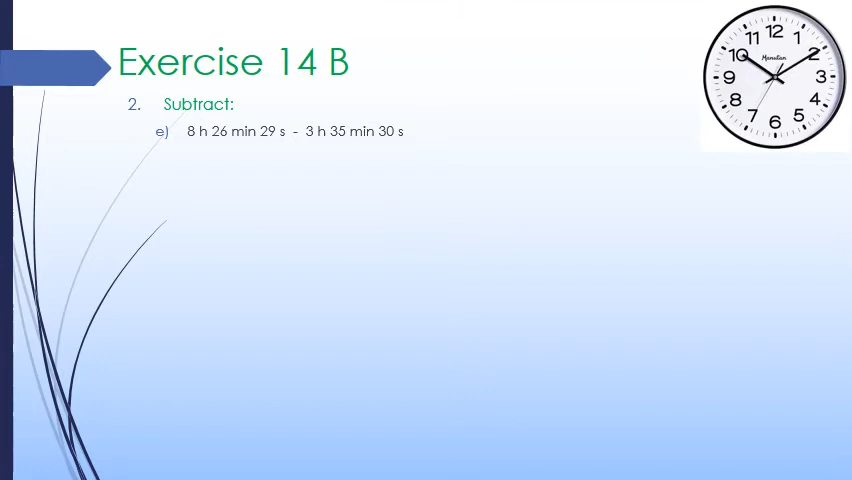 Exercise 14 B
2. Subtract:
e) 8 h 26 min 29 s - 3 h 35 min 30 s
12
11 1
10 2
Manutan
9 3
8 4
7 5
6